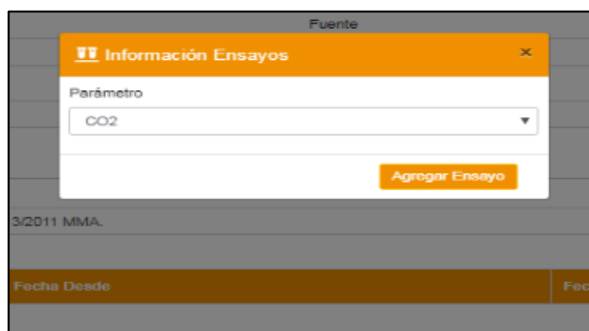 Fuente
Información Ensayos ×
Parámetro
CO2
Agregar Ensayo
3/2011 MMA.
Fecha Desde Fec